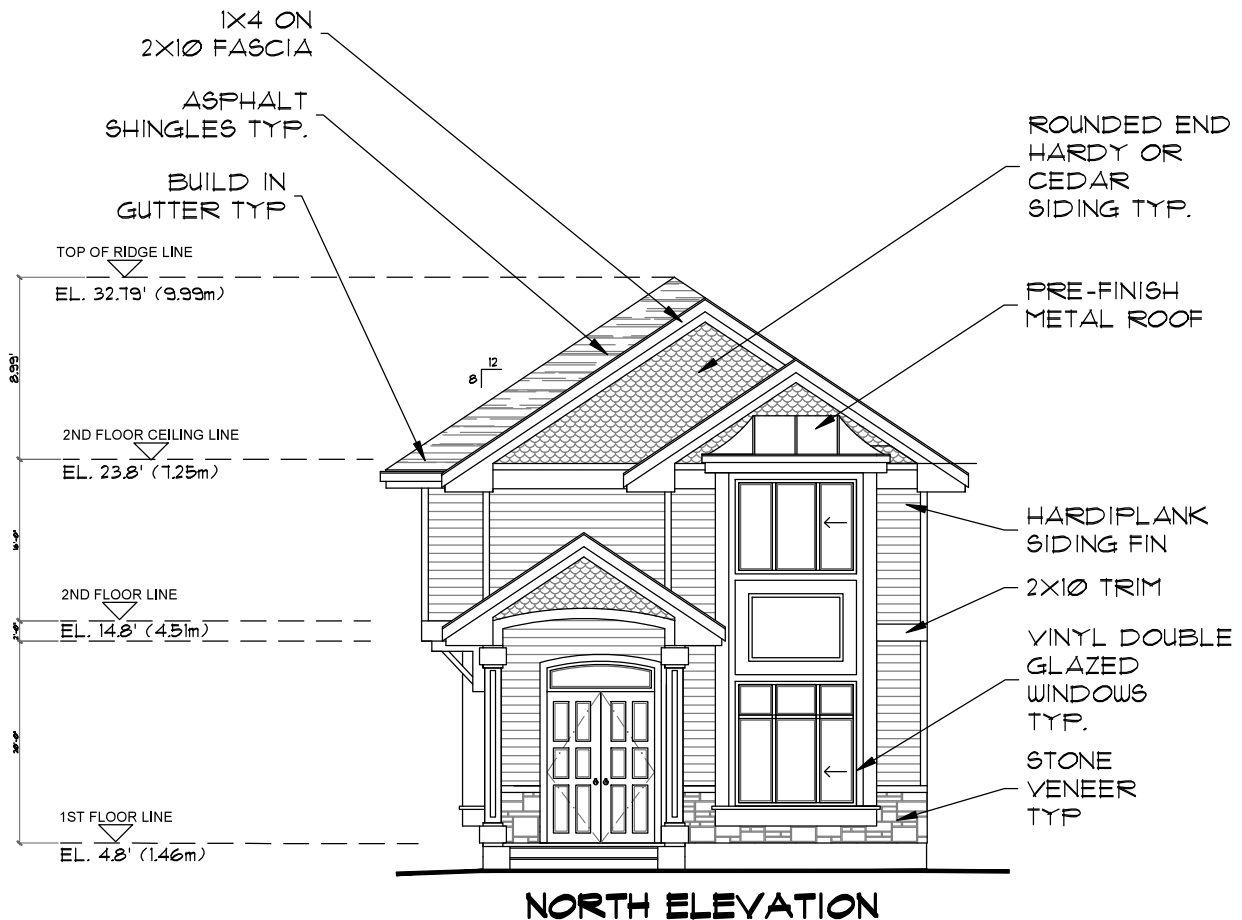 1X4 ON
2X10 FASCIA
ASPHALT
SHINGLES TYP.
BUILD IN
GUTTER TYP
TOP OF RIDGE LINE
EL. 32.79' (9.99m)
8.99'
12
8
2ND FLOOR CEILING LINE
EL. 23.8' (7.25m)
2ND FLOOR LINE
EL. 14.8' (4.51m)
1ST FLOOR LINE
EL. 4.8' (1.46m)
ROUNDED END
HARDY OR
CEDAR
SIDING TYP.
PRE-FINISH
METAL ROOF
HARDIPLANK
SIDING FIN
2X10 TRIM
VINYL DOUBLE
GLAZED
WINDOWS
TYP.
STONE
VENEER
TYP
NORTH ELEVATION